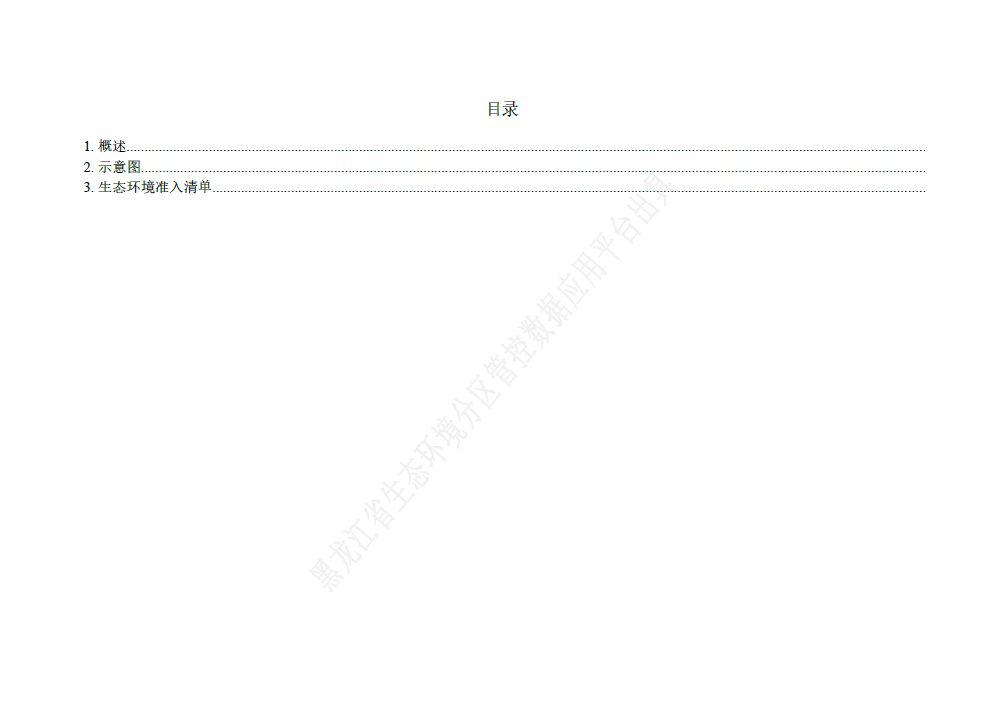 目录
1. 概述
2. 示意图
3. 生态环境准入清单
黑龙江省生态环境分区管控数据应用平台出具